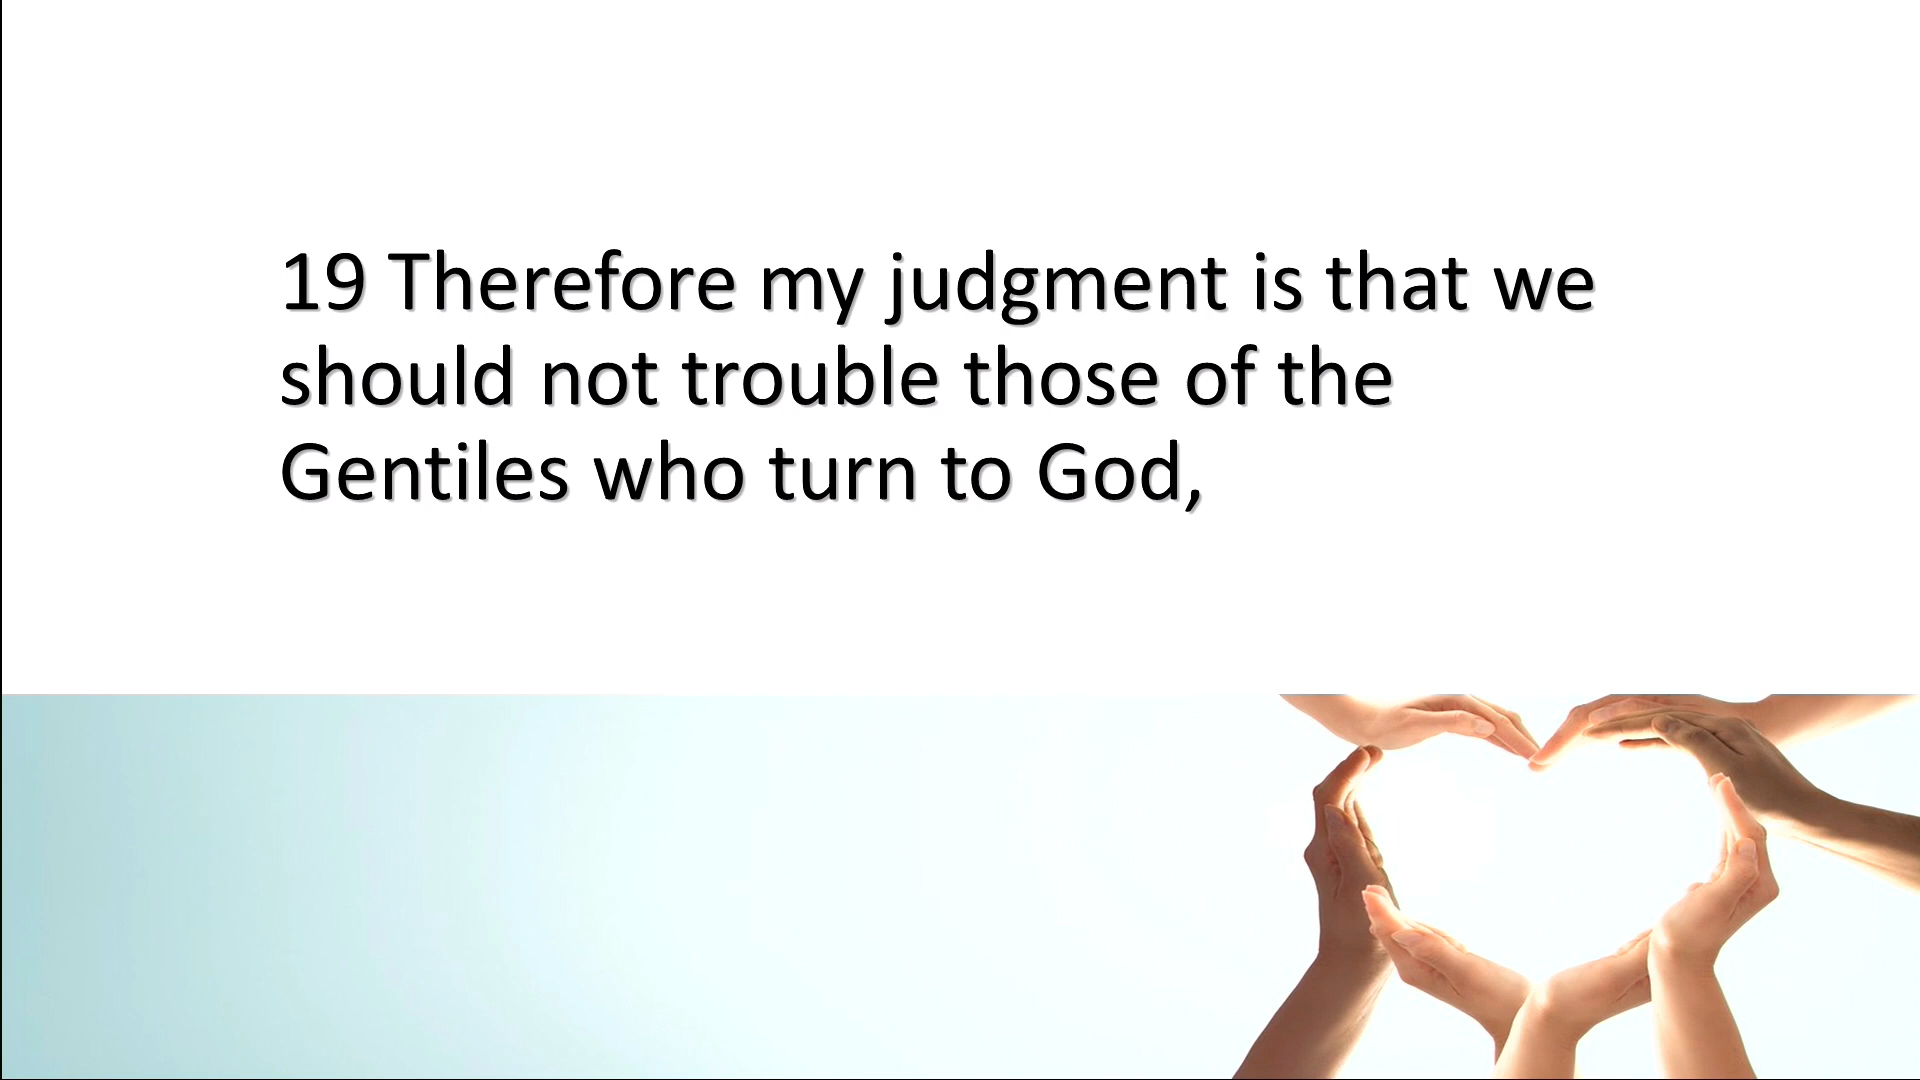 19 Therefore my judgment is that we
should not trouble those of the
Gentiles who turn to God,